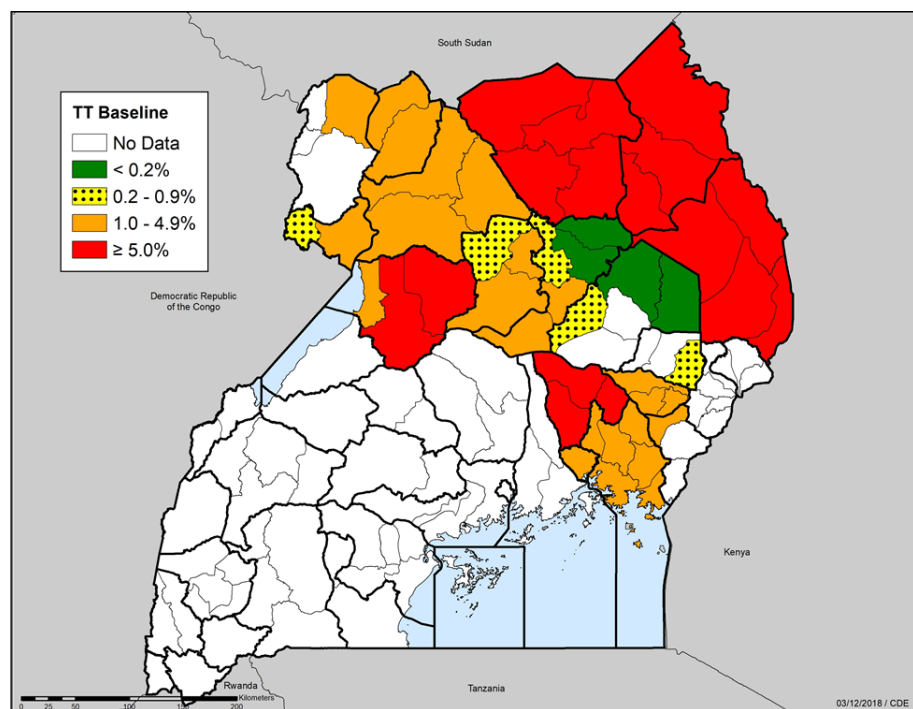 South Sudan
TT Baseline
No Data
< 0.2%
0.2 - 0.9%
1.0 - 4.9%
≥ 5.0%
Democratic Republic
of the Congo
Kenya
Rwanda
Tanzania
Kilometers
0 25 50 100 150 200
03/12/2018 / CDE